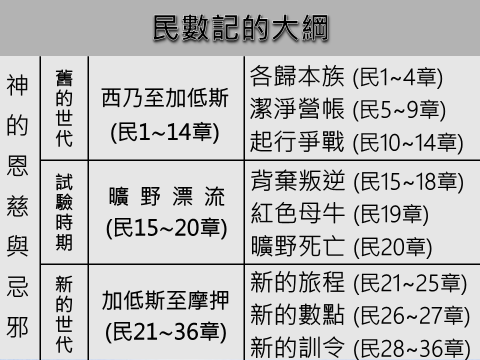 民數記的大綱
神的恩慈與忌邪
舊的世代
西乃至加低斯
(民1~14章)
各歸本族 (民1~4章)
潔淨營帳 (民5~9章)
起行爭戰 (民10~14章)
試驗時期
曠野漂流
(民15~20章)
背棄叛逆 (民15~18章)
紅色母牛 (民19章)
曠野死亡 (民20章)
新的世代
加低斯至摩押
(民21~36章)
新的旅程 (民21~25章)
新的數點 (民26~27章)
新的訓令 (民28~36章)